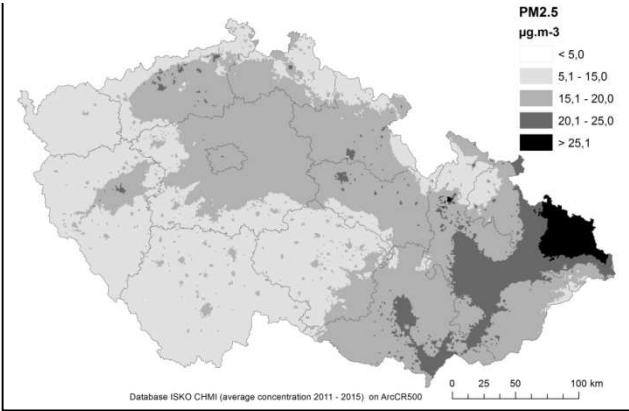 PM2.5
µg.m-3
< 5,0
5,1 - 15,0
15,1 - 20,0
20,1 - 25,0
> 25,1
Database ISKO CHMI (average concentration 2011 - 2015) on ArcCR500
0 25 50 100 km